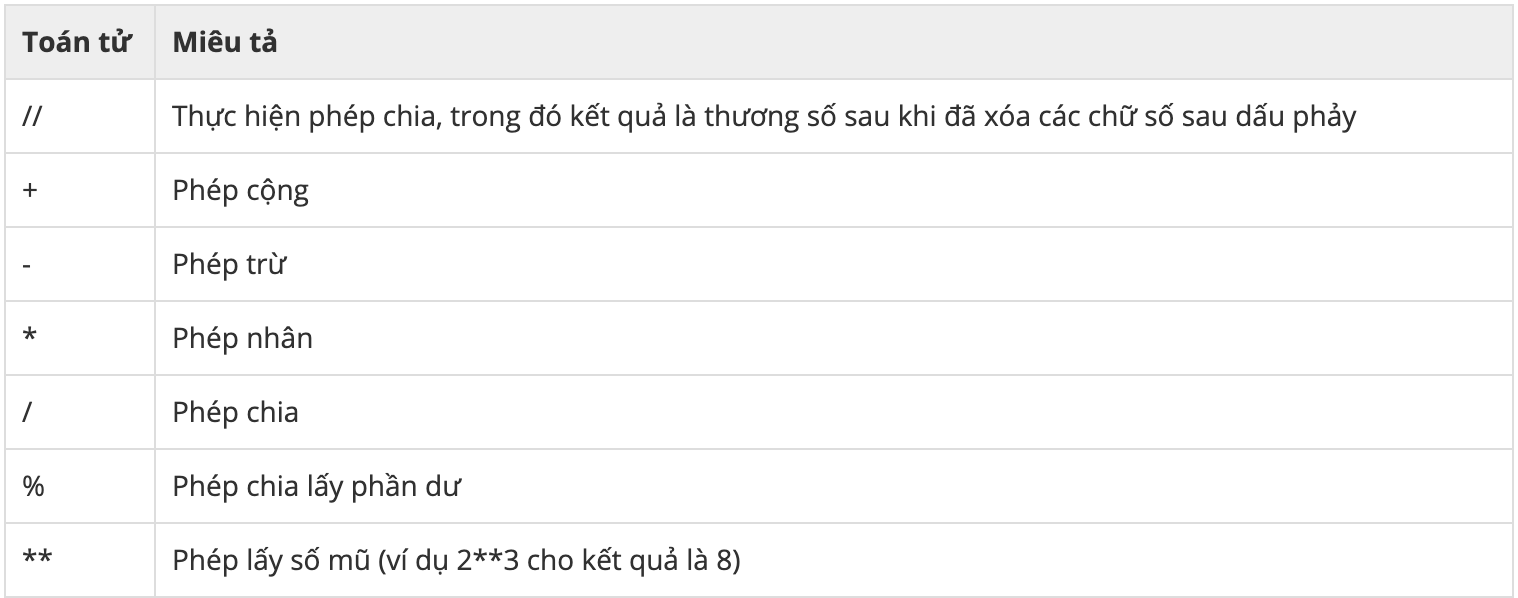 Toán tử Miêu tả
// Thực hiện phép chia, trong đó kết quả là thương số sau khi đã xóa các chữ số sau dấu phảy
+ Phép cộng
- Phép trừ
* Phép nhân
/ Phép chia
% Phép chia lấy phần dư
** Phép lấy số mũ (ví dụ 2**3 cho kết quả là 8)